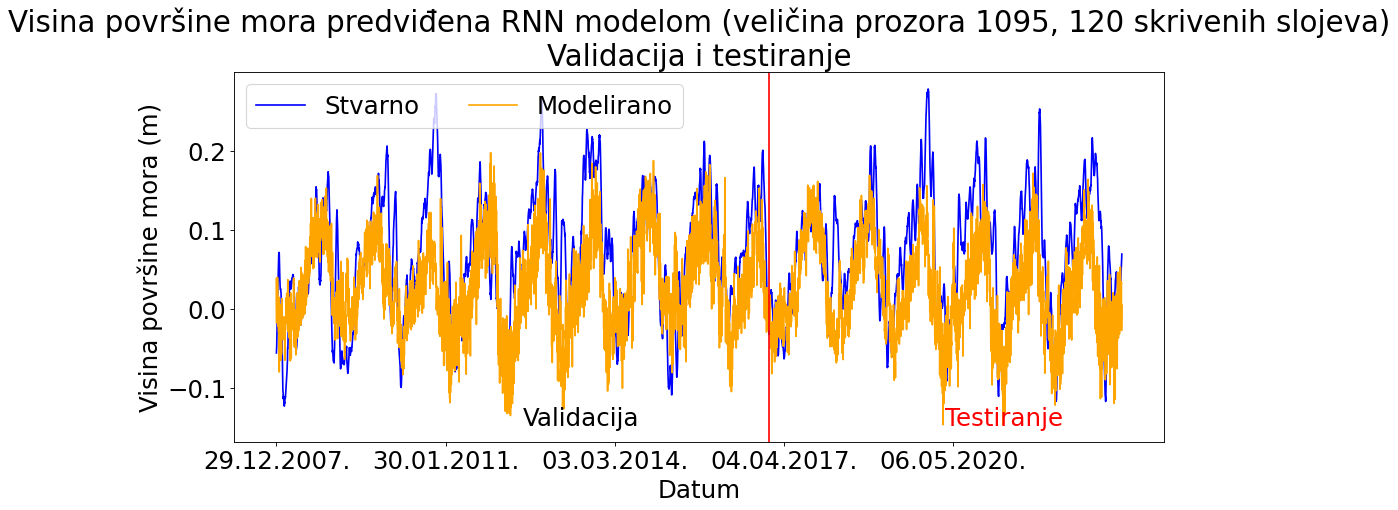 Visina površine mora predviđena RNN modelom (veličina prozora 1095, 120 skrivenih slojeva)
Validacija i testiranje
Stvarno
Modelirano
Visina površine mora (m)
0.2
0.1
0.0
−0.1
Validacija
Testiranje
29.12.2007.
30.01.2011.
03.03.2014.
04.04.2017.
06.05.2020.
Datum